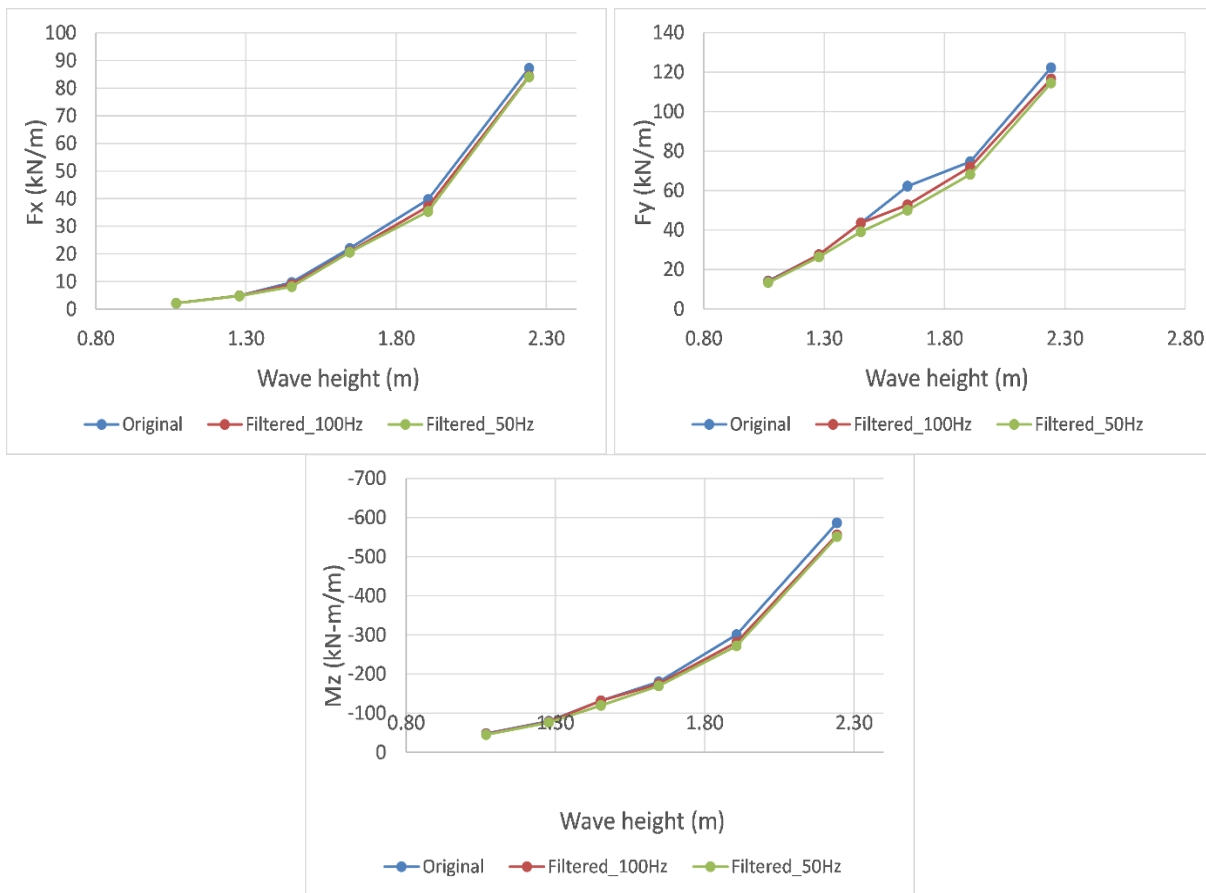 100
90
80
70
60
50
40
30
20
10
0
Fx (kN/m)
0.80 1.30 1.80 2.30
Wave height (m)
Original Filtered_100Hz Filtered_50Hz
140
120
100
80
60
40
20
0
Fy (kN/m)
0.80 1.30 1.80 2.30 2.80
Wave height (m)
Original Filtered_100Hz Filtered_50Hz
-700
-600
-500
-400
-300
-200
-100
0
Mz (kN-m/m)
0.80 1.30 1.80 2.30
Wave height (m)
Original Filtered_100Hz Filtered_50Hz